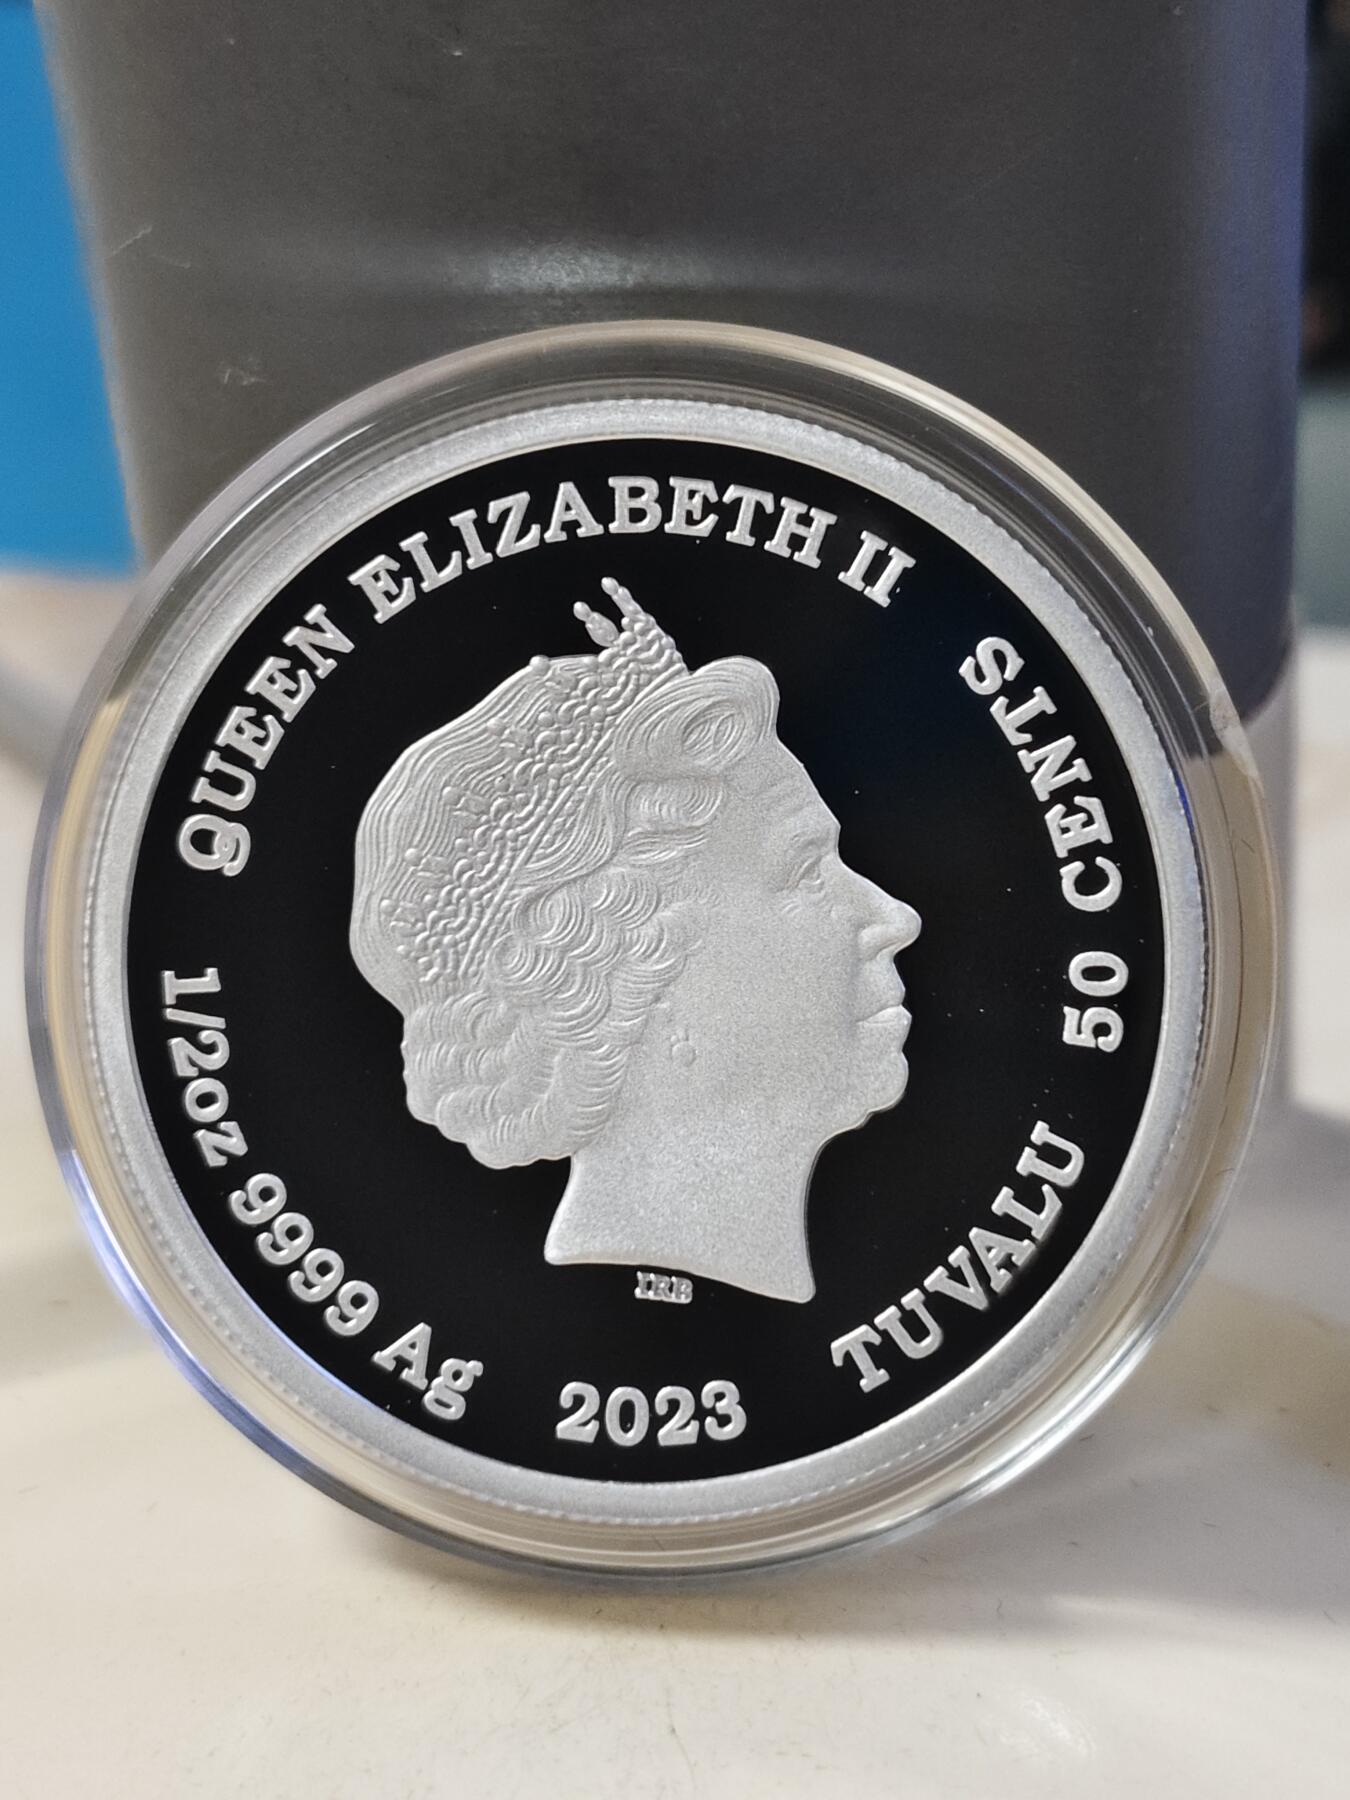 QUEEN ELIZABETH II
50 CENTS
TUVALU
2023
1/2oz 9999 Ag
IRB